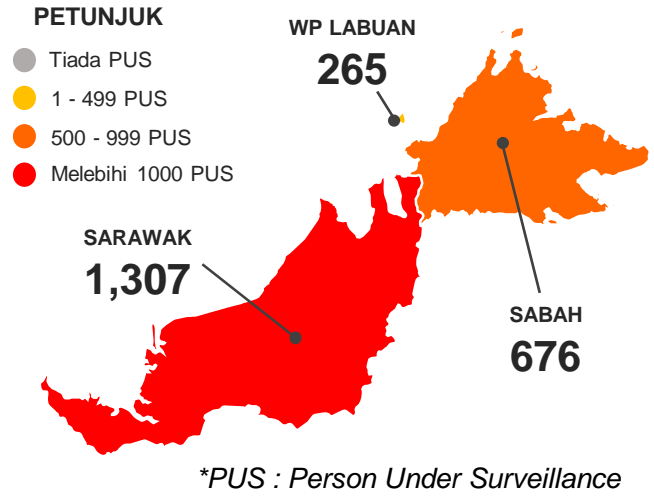 PETUNJUK
Tiada PUS
1 - 499 PUS
500 - 999 PUS
Melebihi 1000 PUS
WP LABUAN
265
SARAWAK
1,307
SABAH
676
*PUS : Person Under Surveillance